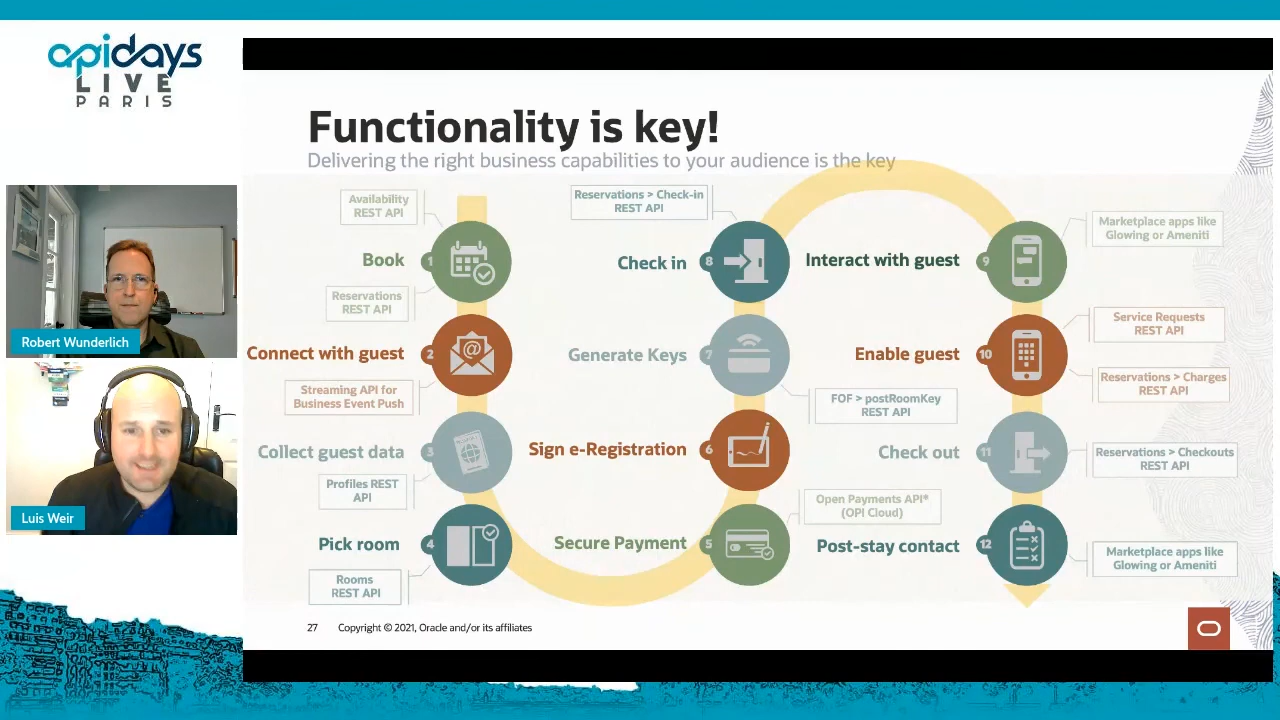 apidays
LIVE
PARIS
Robert Wunderlich
Luis Weir
Functionality is key!
Delivering the right business capabilities to your audience is the key
Availability
REST API
Book
1
Reservations
REST API
Connect with guest
2
Streaming API for
Business Event Push
Collect guest data
3
Profiles REST
API
Pick room
4
Rooms
REST API
Secure Payment
5
Open Payments API*
(OPI Cloud)
Sign e-Registration
6
Generate Keys
7
FOF > postRoomKey
REST API
Reservations > Check-in
REST API
Check in
8
Interact with guest
9
Marketplace apps like
Glowing or Ameniti
Enable guest
10
Service Requests
REST API
Reservations > Charges
REST API
Check out
11
Reservations > Checkouts
REST API
Post-stay contact
12
Marketplace apps like
Glowing or Ameniti
27
Copyright © 2021, Oracle and/or its affiliates